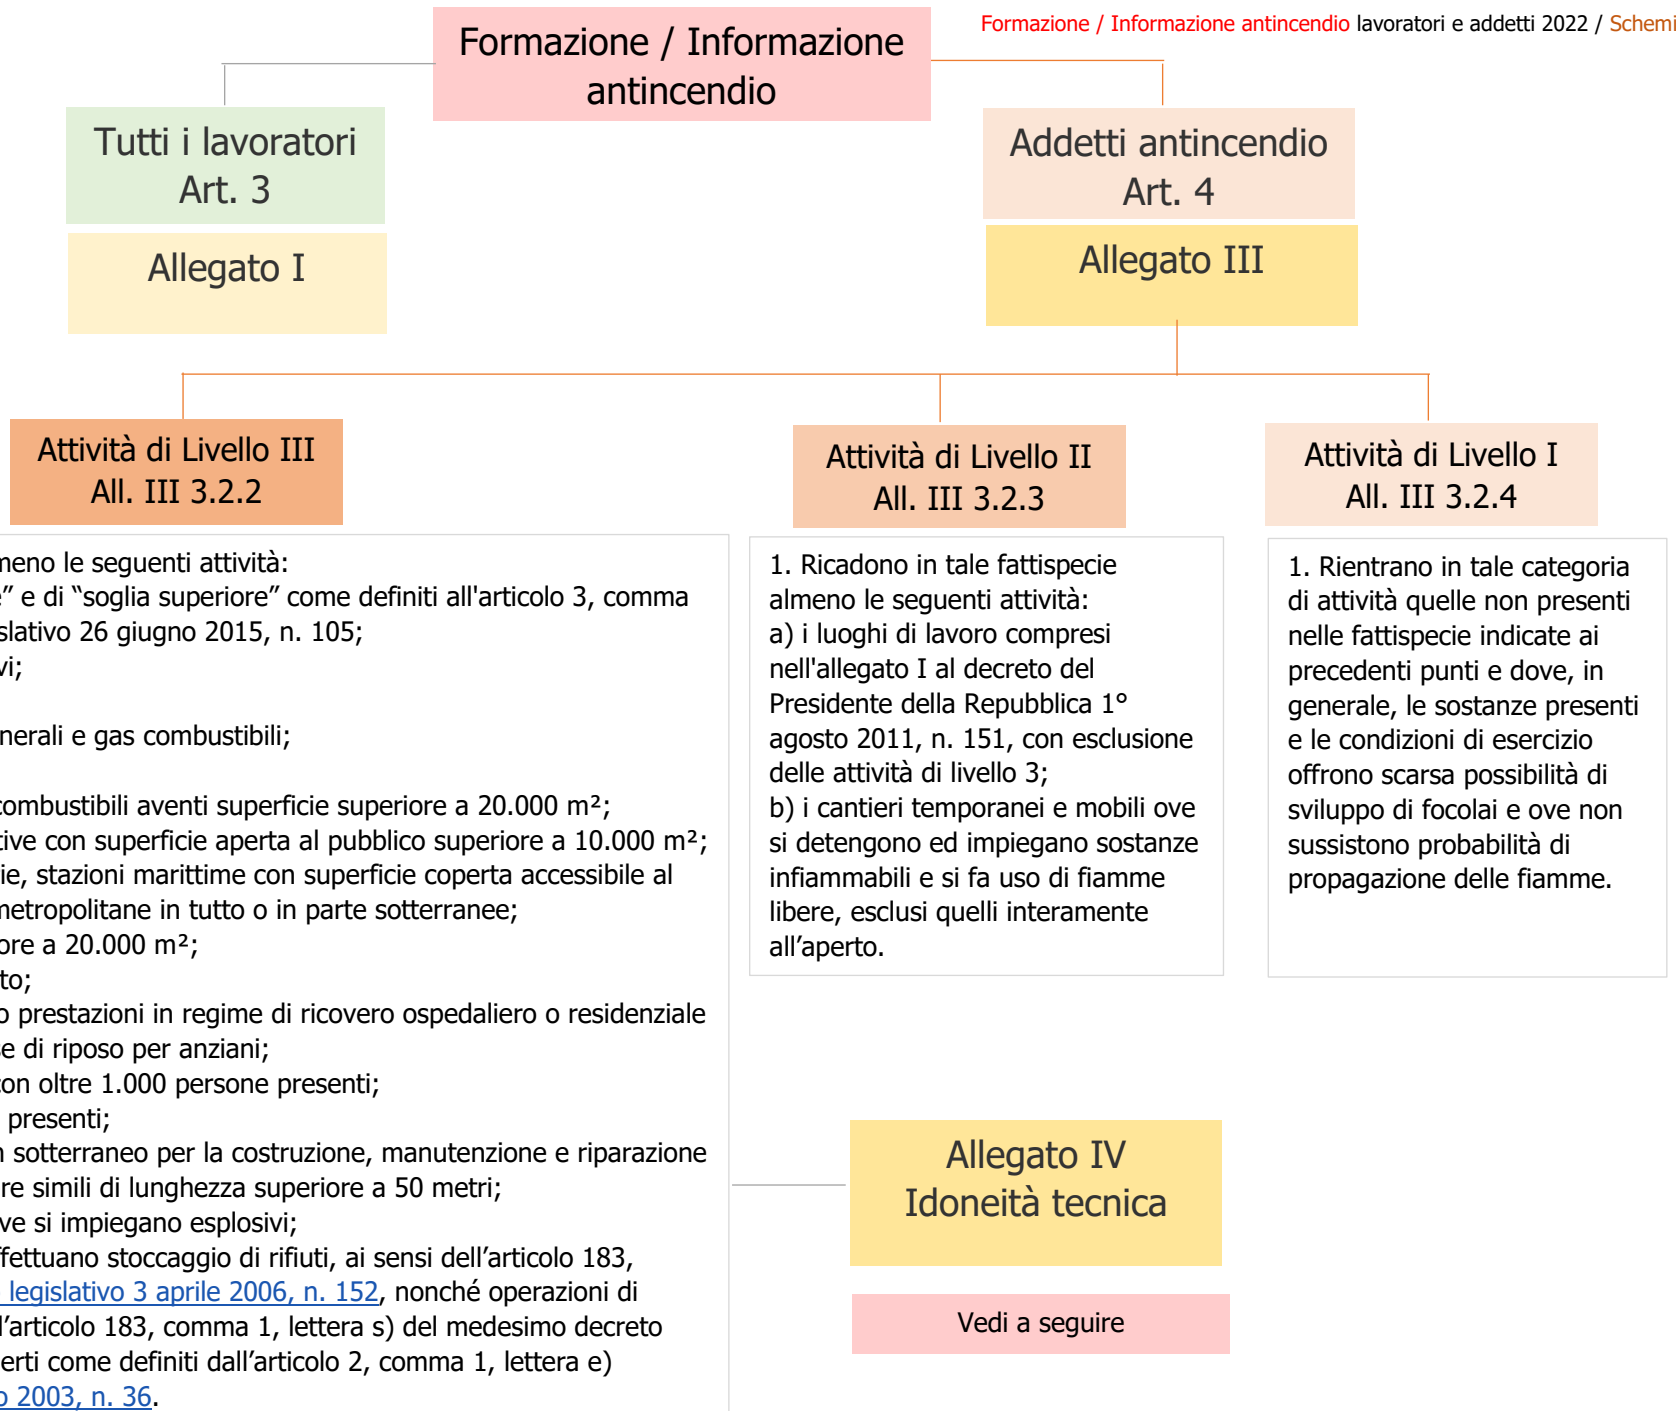 Formazione / Informazione antincendio lavoratori e addetti 2022 / Schemi
Formazione / Informazione
antincendio
Tutti i lavoratori
Art. 3
Allegato I
Addetti antincendio
Art. 4
Allegato III
Attività di Livello III
All. III 3.2.2
meno le seguenti attività:
e” e di “soglia superiore” come definiti all'articolo 3, comma
slativo 26 giugno 2015, n. 105;
vi;
nerali e gas combustibili;
combustibili aventi superficie superiore a 20.000 m²;
tive con superficie aperta al pubblico superiore a 10.000 m²;
ie, stazioni marittime con superficie coperta accessibile al
metropolitane in tutto o in parte sotterranee;
ore a 20.000 m²;
to;
o prestazioni in regime di ricovero ospedaliero o residenziale
se di riposo per anziani;
con oltre 1.000 persone presenti;
presenti;
n sotterraneo per la costruzione, manutenzione e riparazione
re simili di lunghezza superiore a 50 metri;
ve si impiegano esplosivi;
ffettuano stoccaggio di rifiuti, ai sensi dell’articolo 183,
legislativo 3 aprile 2006, n. 152, nonché operazioni di
l’articolo 183, comma 1, lettera s) del medesimo decreto
erti come definiti dall’articolo 2, comma 1, lettera e)
o 2003, n. 36.
Attività di Livello II
All. III 3.2.3
1. Ricadono in tale fattispecie
almeno le seguenti attività:
a) i luoghi di lavoro compresi
nell'allegato I al decreto del
Presidente della Repubblica 1°
agosto 2011, n. 151, con esclusione
delle attività di livello 3;
b) i cantieri temporanei e mobili ove
si detengono ed impiegano sostanze
infiammabili e si fa uso di fiamme
libere, esclusi quelli interamente
all’aperto.
Attività di Livello I
All. III 3.2.4
1. Rientrano in tale categoria
di attività quelle non presenti
nelle fattispecie indicate ai
precedenti punti e dove, in
generale, le sostanze presenti
e le condizioni di esercizio
offrono scarsa possibilità di
sviluppo di focolai e ove non
sussistono probabilità di
propagazione delle fiamme.
Allegato IV
Idoneità tecnica
Vedi a seguire